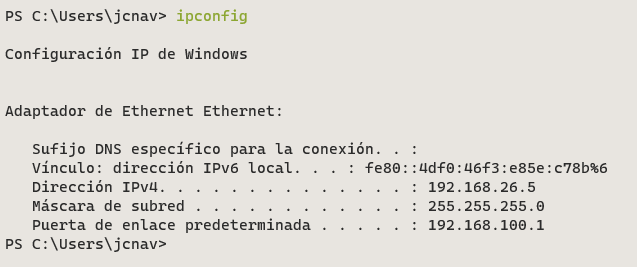 PS C:\Users\jcnav> ipconfig
Configuración IP de Windows
Adaptador de Ethernet Ethernet:
Sufijo DNS específico para la conexión. . :
Vínculo: dirección IPv6 local. . . : fe80::4df0:46f3:e85e:c78b%6
Dirección IPv4. . . . . . . . . . . . . . : 192.168.26.5
Máscara de subred . . . . . . . . . . . . : 255.255.255.0
Puerta de enlace predeterminada . . . . . : 192.168.100.1
PS C:\Users\jcnav>